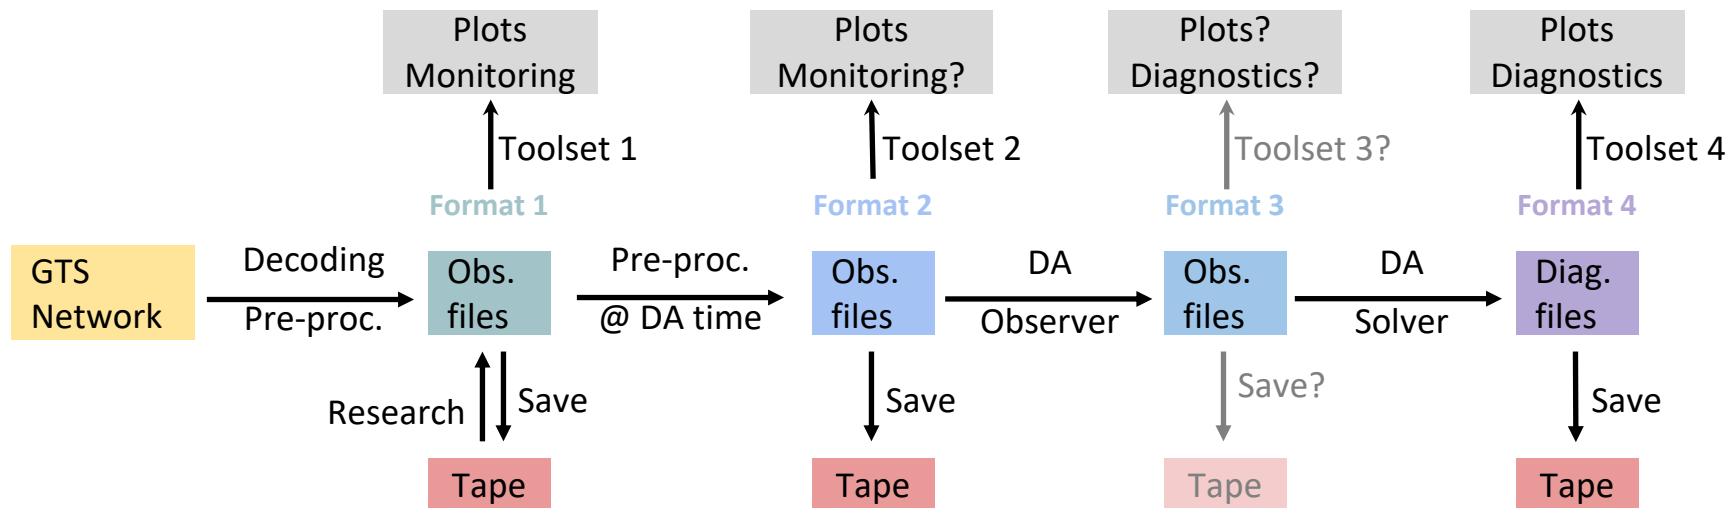 Plots
Monitoring
Plots
Monitoring?
Plots?
Diagnostics?
Plots
Diagnostics
Toolset 1
Toolset 2
Toolset 3?
Toolset 4
Format 1
Format 2
Format 3
Format 4
GTS
Network
Decoding
Pre-proc.
Obs.
files
Pre-proc.
@ DA time
Obs.
files
DA
Observer
Obs.
files
DA
Solver
Diag.
files
Research
Save
Save
Save?
Save
Tape
Tape
Tape
Tape